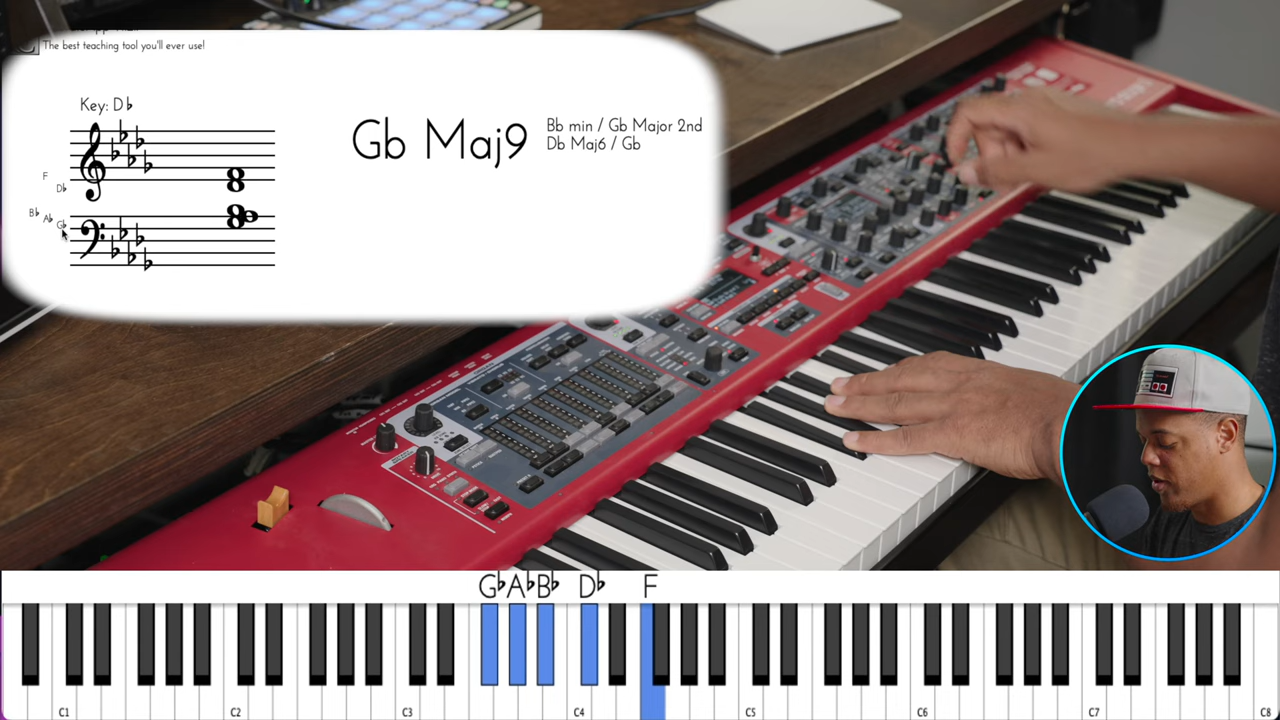 The best teaching tool you'll ever use!
Key: D♭
Gb Maj9
Bb min / Gb Major 2nd
Db Maj6 / Gb
F
D♭
B♭
A♭
G♭
G♭ A♭ B♭ D♭ F
C1 C2 C3 C4 C5 C6 C7 C8